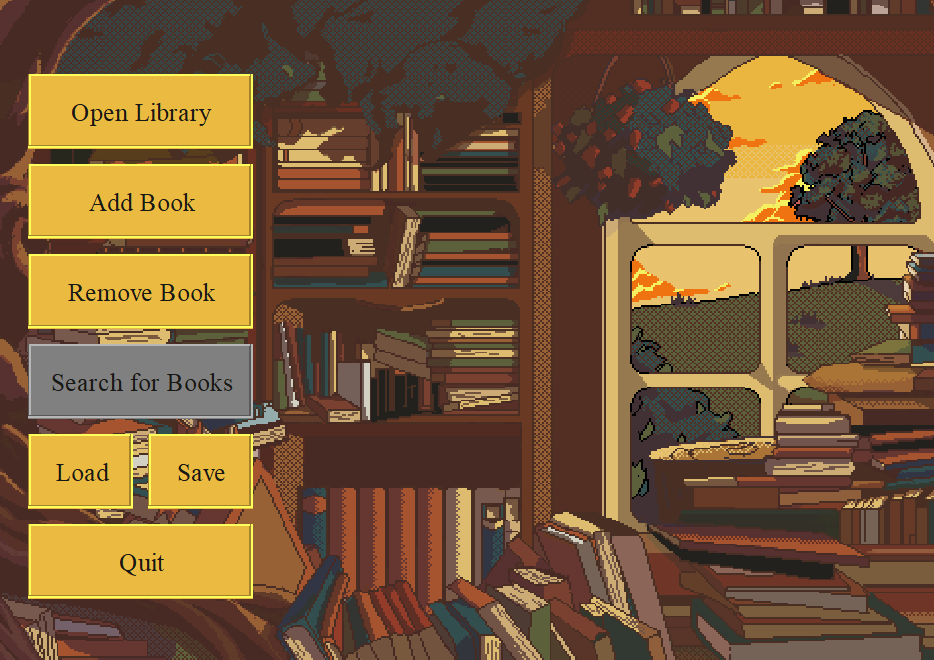 Open Library
Add Book
Remove Book
Search for Books
Load
Save
Quit